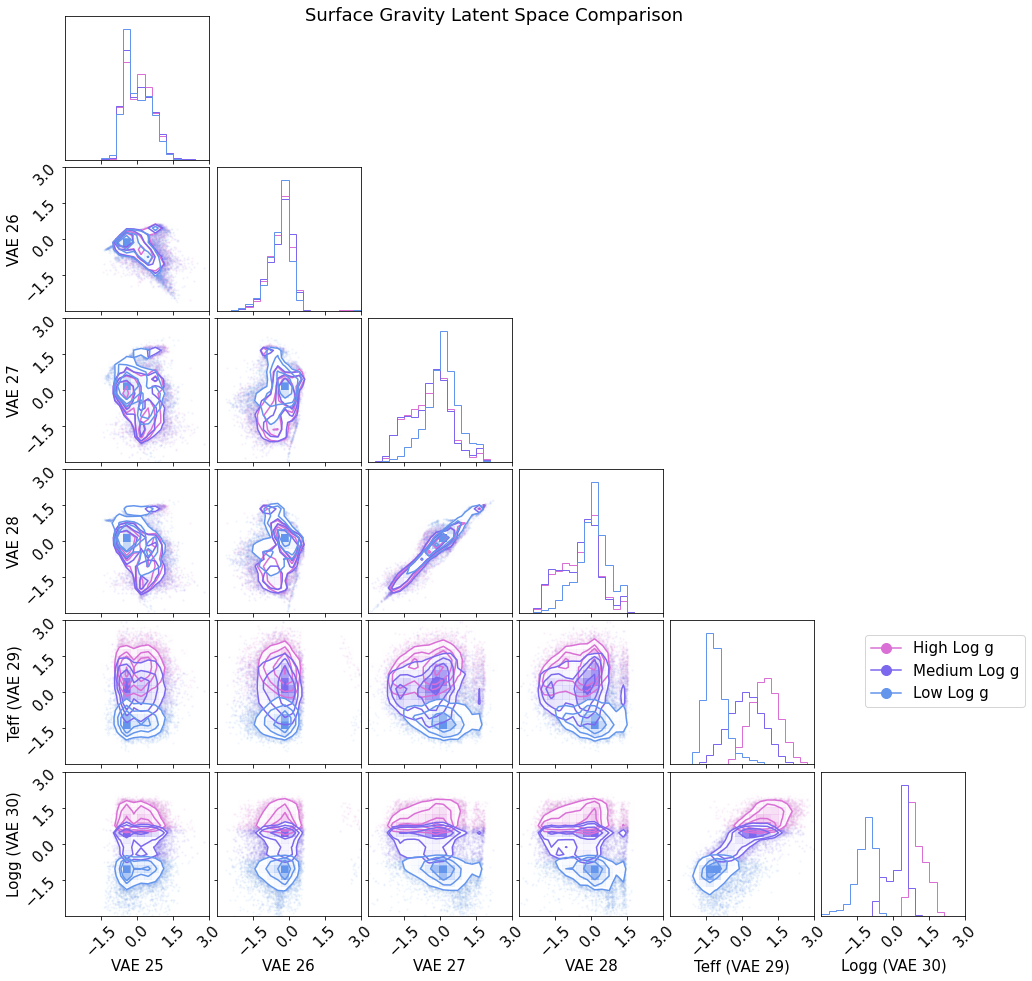 Surface Gravity Latent Space Comparison
3.0
1.5
0.0
−1.5
VAE 26
3.0
1.5
0.0
−1.5
VAE 27
3.0
1.5
0.0
−1.5
VAE 28
3.0
1.5
0.0
−1.5
Teff (VAE 29)
High Log g
Medium Log g
Low Log g
3.0
1.5
0.0
−1.5
Logg (VAE 30)
−1.5 0.0 1.5 3.0 −1.5 0.0 1.5 3.0 −1.5 0.0 1.5 3.0 −1.5 0.0 1.5 3.0 −1.5 0.0 1.5 3.0 −1.5 0.0 1.5 3.0
VAE 25 VAE 26 VAE 27 VAE 28 Teff (VAE 29) Logg (VAE 30)